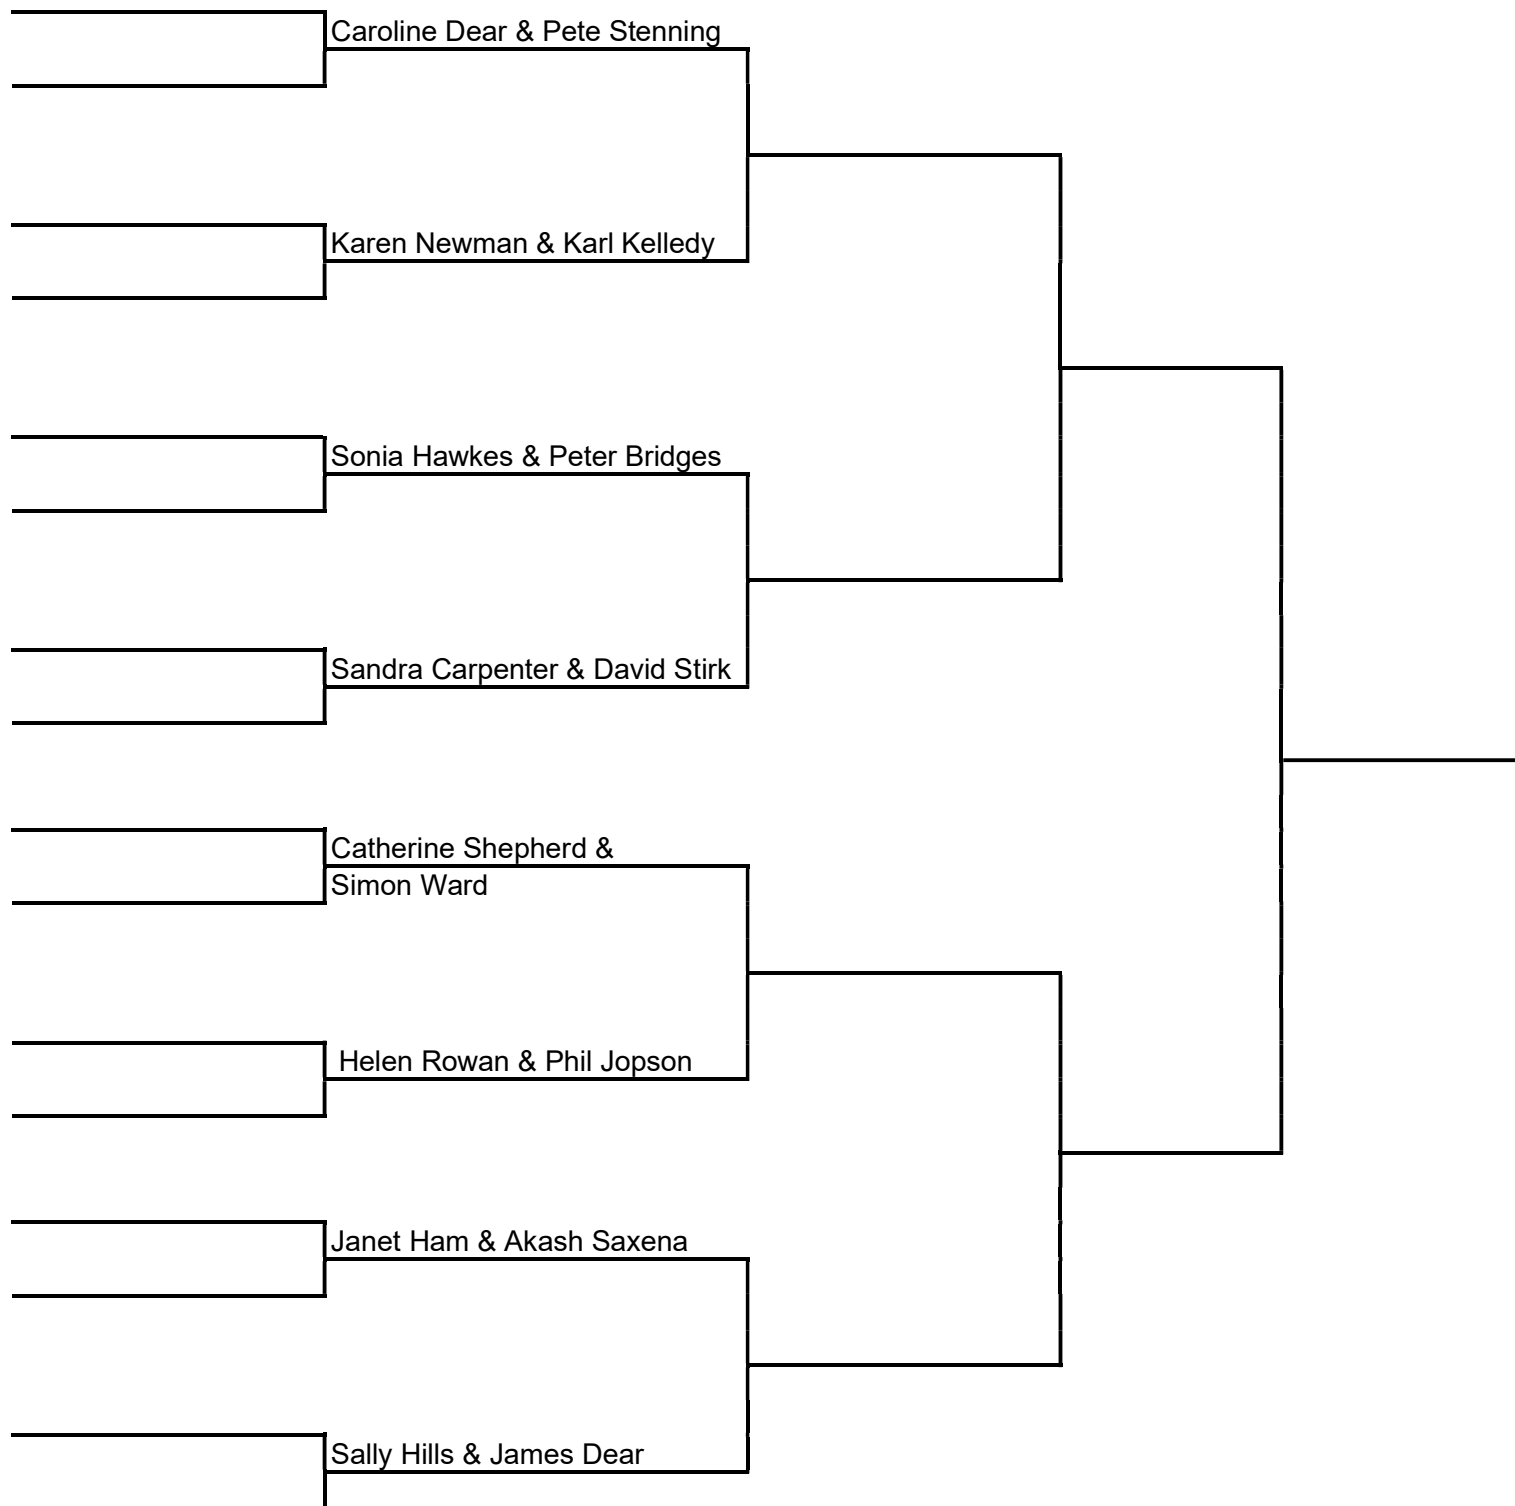 Caroline Dear & Pete Stenning
Karen Newman & Karl Kelledy
Sonia Hawkes & Peter Bridges
Sandra Carpenter & David Stirk
Catherine Shepherd &
Simon Ward
Helen Rowan & Phil Jopson
Janet Ham & Akash Saxena
Sally Hills & James Dear